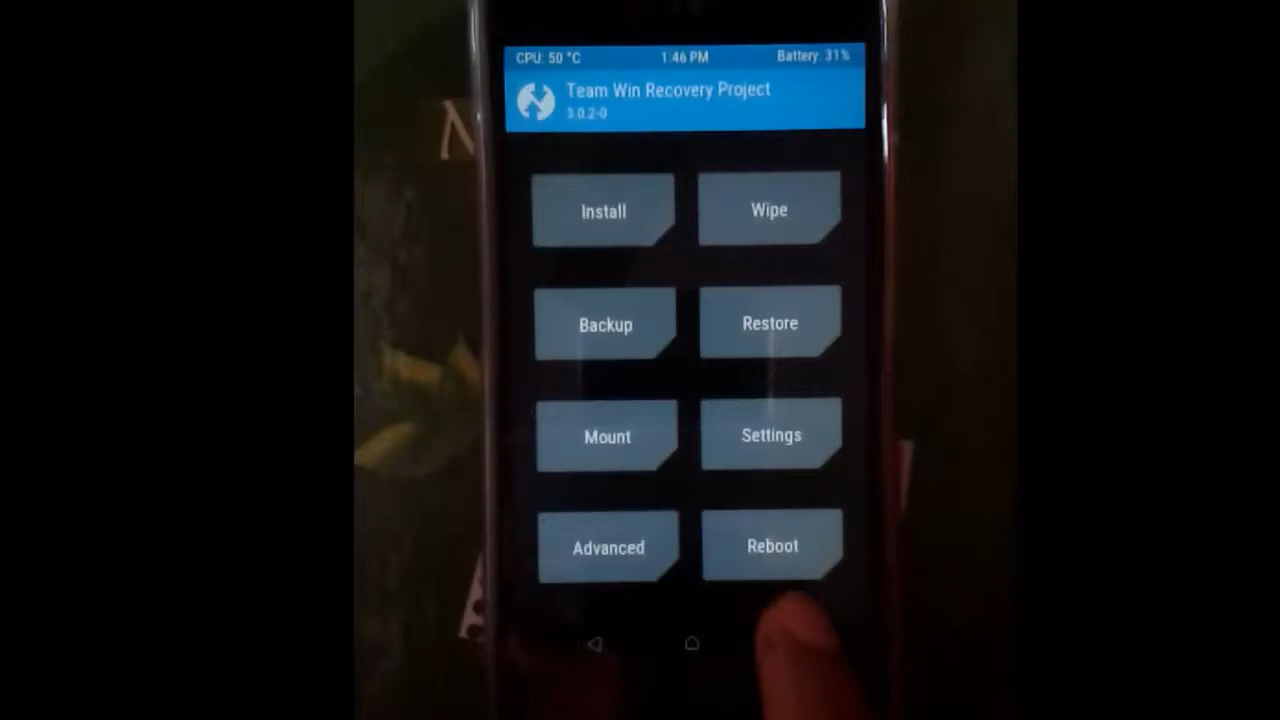 CPU: 50 °C 1:46 PM Battery: 31%
Team Win Recovery Project
3.0.2-0
Install Wipe
Backup Restore
Mount Settings
Advanced Reboot